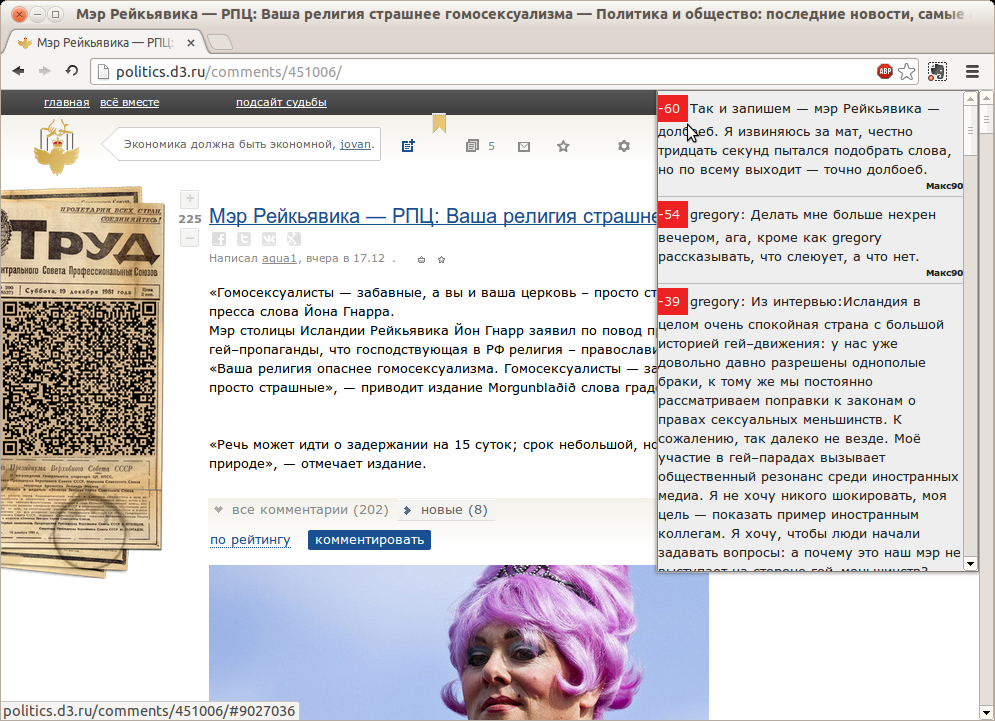 Мэр Рейкьявика — РПЦ: Ваша религия страшнее гомосексуализма — Политика и общество: последние новости, самые
Мэр Рейкьявика — РПЦ:
politics.d3.ru/comments/451006/
ABP
главная всё вместе подсайт судьбы
Экономика должна быть экономной, jovan.
5
225
Мэр Рейкьявика — РПЦ: Ваша религия страшне
Написал aqua1, вчера в 17.12 .
«Гомосексуалисты — забавные, а вы и ваша церковь – просто ст
пресса слова Йона Гнарра.
Мэр столицы Исландии Рейкьявика Йон Гнарр заявил по повод п
гей–пропаганды, что господствующая в РФ религия – православи
«Ваша религия опаснее гомосексуализма. Гомосексуалисты — за
просто страшные», — приводит издание Morgunblaðið слова град
«Речь может идти о задержании на 15 суток; срок небольшой, но
природе», — отмечает издание.
все комментарии (202) новые (8)
по рейтингу комментировать
-60 Так и запишем — мэр Рейкьявика —
долбоеб. Я извиняюсь за мат, честно
тридцать секунд пытался подобрать слова,
но по всему выходит — точно долбоеб.
Макс90
-54 gregory: Делать мне больше нехрен
вечером, ага, кроме как gregory
рассказывать, что слеюует, а что нет.
Макс90
-39 gregory: Из интервью:Исландия в
целом очень спокойная страна с большой
историей гей–движения: у нас уже
довольно давно разрешены однополые
браки, к тому же мы постоянно
рассматриваем поправки к законам о
правах сексуальных меньшинств. К
сожалению, так далеко не везде. Моё
участие в гей–парадах вызывает
общественный резонанс среди иностранных
медиа. Я не хочу никого шокировать, моя
цель — показать пример иностранным
коллегам. Я хочу, чтобы люди начали
задавать вопросы: а почему это наш мэр не
выступает на стороне гей–меньшинств?
ПРОЛЕТАРИИ ВСЕХ СТРАН,
СОЕДИНЯЙТЕСЬ!
ТРУД
нтрального Совета Профессиональных Союзов
Суббота, 19 декабря 1981 года
Президиума Верховного Совета СССР
politics.d3.ru/comments/451006/#9027036